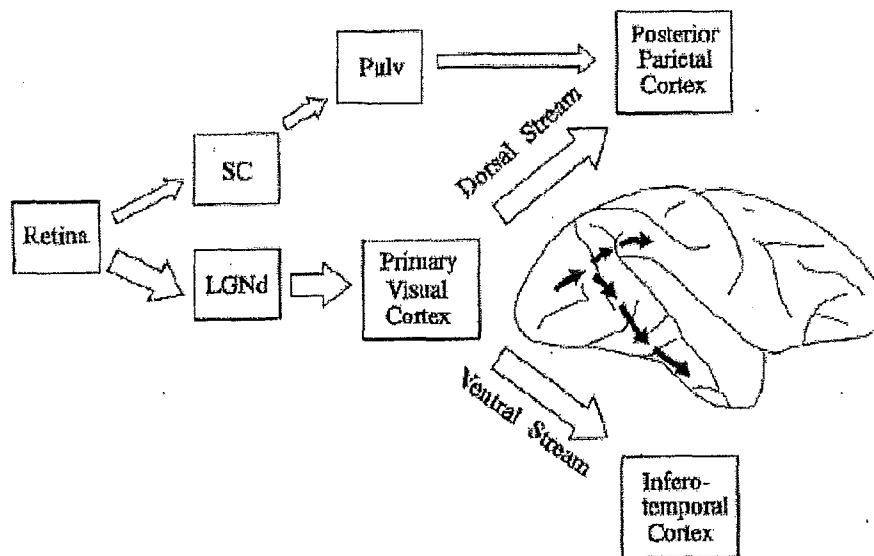 Posterior
Parietal
Cortex
Pulv
Dorsal Stream
SC
Retina
LGNd
Primary
Visual
Cortex
Ventral Stream
Infero-
temporal
Cortex